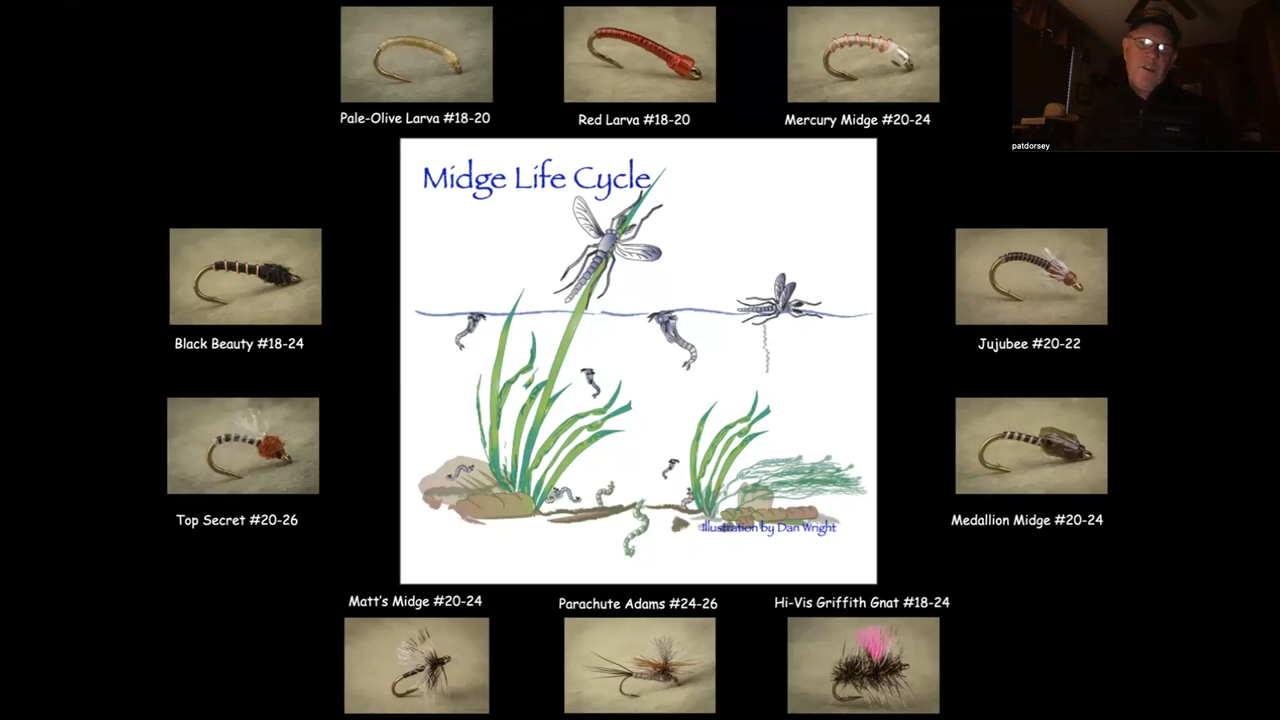 Pale-Olive Larva #18-20
Red Larva #18-20
Mercury Midge #20-24
patdorsey
Midge Life Cycle
Black Beauty #18-24
Jujubee #20-22
Top Secret #20-26
Medallion Midge #20-24
Illustration by Dan Wright
Matt's Midge #20-24
Parachute Adams #24-26
Hi-Vis Griffith Gnat #18-24